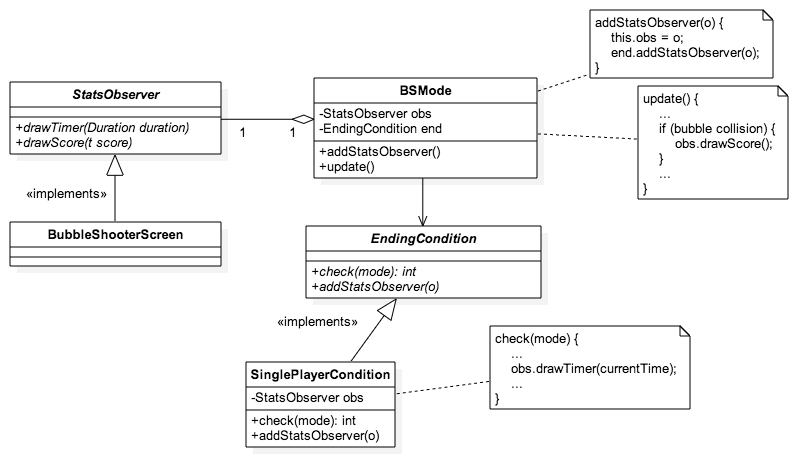 StatsObserver
+drawTimer(Duration duration)
+drawScore(t score)
«implements»
BubbleShooterScreen
1
1
BSMode
-StatsObserver obs
-EndingCondition end
+addStatsObserver()
+update()
addStatsObserver(o) {
this.obs = o;
end.addStatsObserver(o);
}
update() {
...
if (bubble collision) {
obs.drawScore();
}
...
}
EndingCondition
+check(mode): int
+addStatsObserver(o)
«implements»
SinglePlayerCondition
-StatsObserver obs
+check(mode): int
+addStatsObserver(o)
check(mode) {
...
obs.drawTimer(currentTime);
...
}